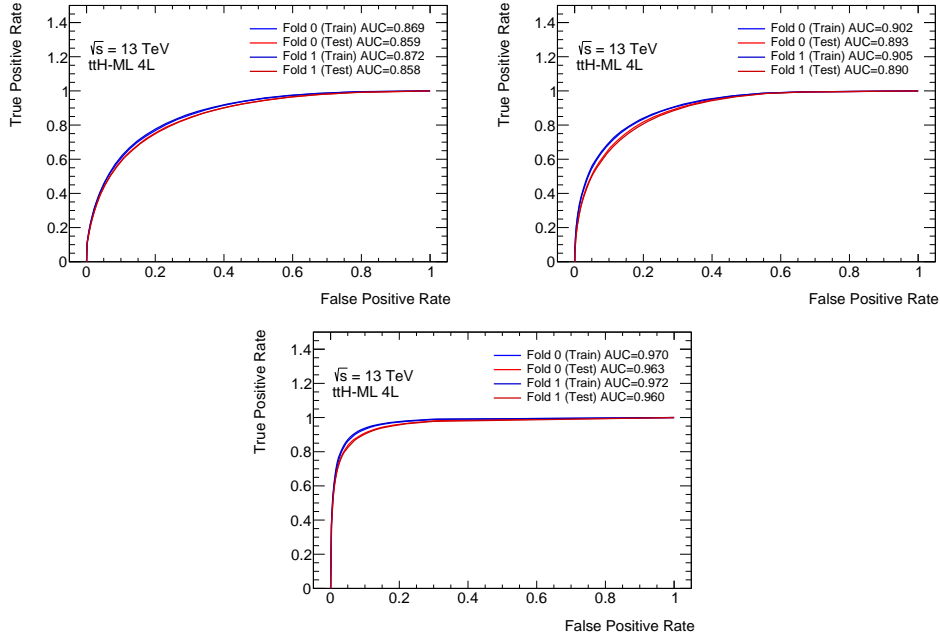 True Positive Rate
1.4
1.2
1
0.8
0.6
0.4
0.2
0
√s = 13 TeV
ttH-ML 4L
Fold 0 (Train) AUC=0.869
Fold 0 (Test) AUC=0.859
Fold 1 (Train) AUC=0.872
Fold 1 (Test) AUC=0.858
0 0.2 0.4 0.6 0.8 1
False Positive Rate
True Positive Rate
1.4
1.2
1
0.8
0.6
0.4
0.2
0
√s = 13 TeV
ttH-ML 4L
Fold 0 (Train) AUC=0.902
Fold 0 (Test) AUC=0.893
Fold 1 (Train) AUC=0.905
Fold 1 (Test) AUC=0.890
0 0.2 0.4 0.6 0.8 1
False Positive Rate
True Positive Rate
1.4
1.2
1
0.8
0.6
0.4
0.2
0
√s = 13 TeV
ttH-ML 4L
Fold 0 (Train) AUC=0.970
Fold 0 (Test) AUC=0.963
Fold 1 (Train) AUC=0.972
Fold 1 (Test) AUC=0.960
0 0.2 0.4 0.6 0.8 1
False Positive Rate